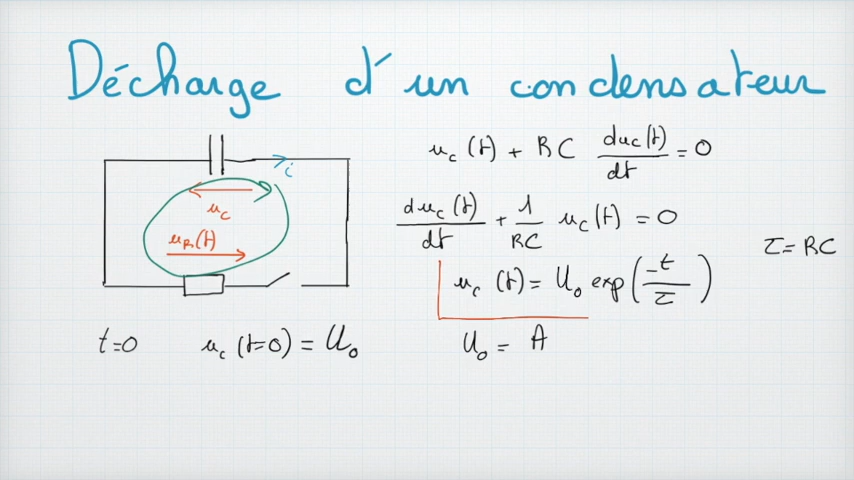 Décharge d'un condensateur
i
u_c
u_R(t)
t=0 u_c (t=0) = U_0
u_c (t) + RC du_c(t)/dt = 0
du_c(t)/dt + 1/RC u_c(t) = 0
τ = RC
u_c (t) = U_0 exp(-t/τ)
U_0 = A